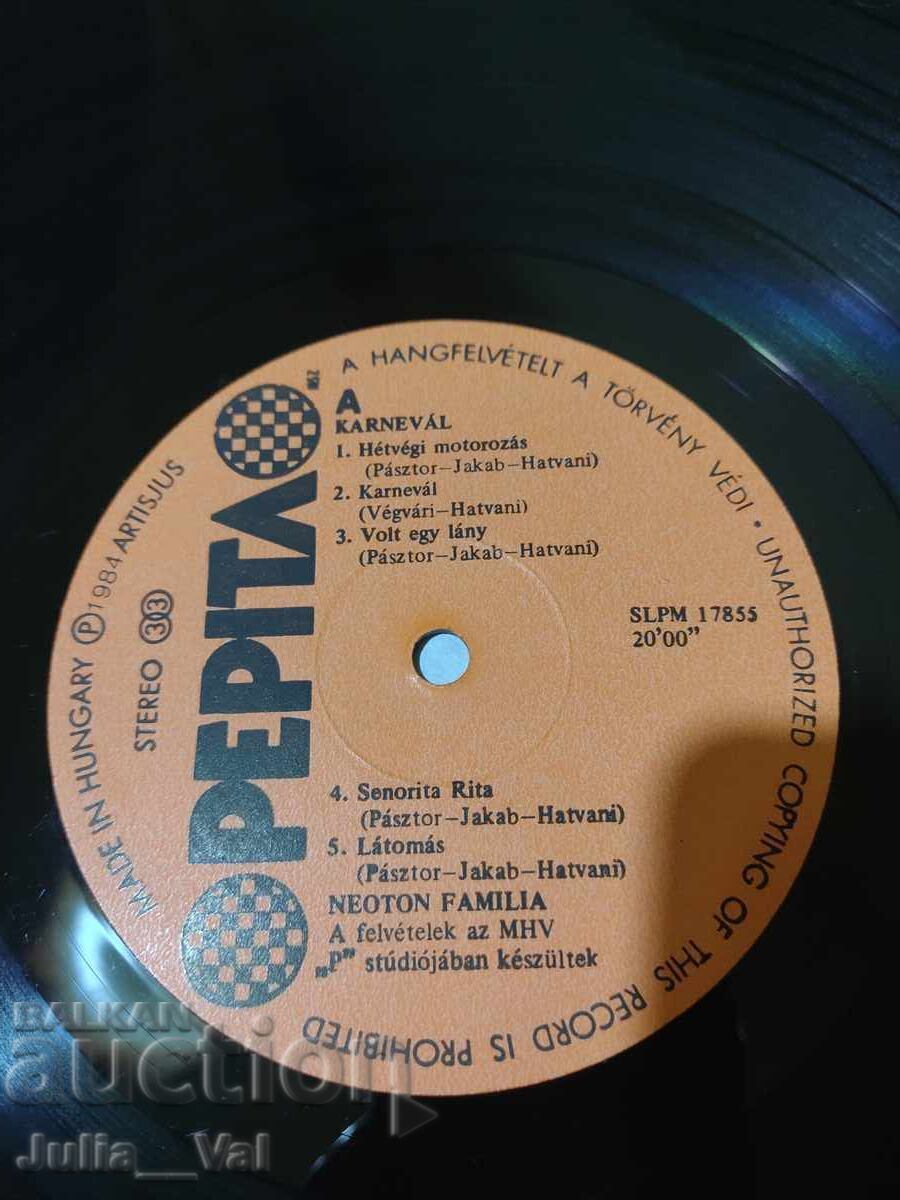 A HANGFELVÉTELT A TÖRVÉNY VÉDI · UNAUTHORIZED COPYING OF THIS RECORD IS PROHIBITED
MADE IN HUNGARY Ⓟ 1984 ARTISJUS
STEREO 33
PEPITA
A
KARNEVÁL
1. Hétvégi motorozás
(Pásztor–Jakab–Hatvani)
2. Karnevál
(Végvári–Hatvani)
3. Volt egy lány
(Pásztor–Jakab–Hatvani)
SLPM 17855
20'00"
4. Senorita Rita
(Pásztor–Jakab–Hatvani)
5. Látomás
(Pásztor–Jakab–Hatvani)
NEOTON FAMILIA
A felvételek az MHV
„P” stúdiójában készültek
BALKAN
auction
Julia__Val